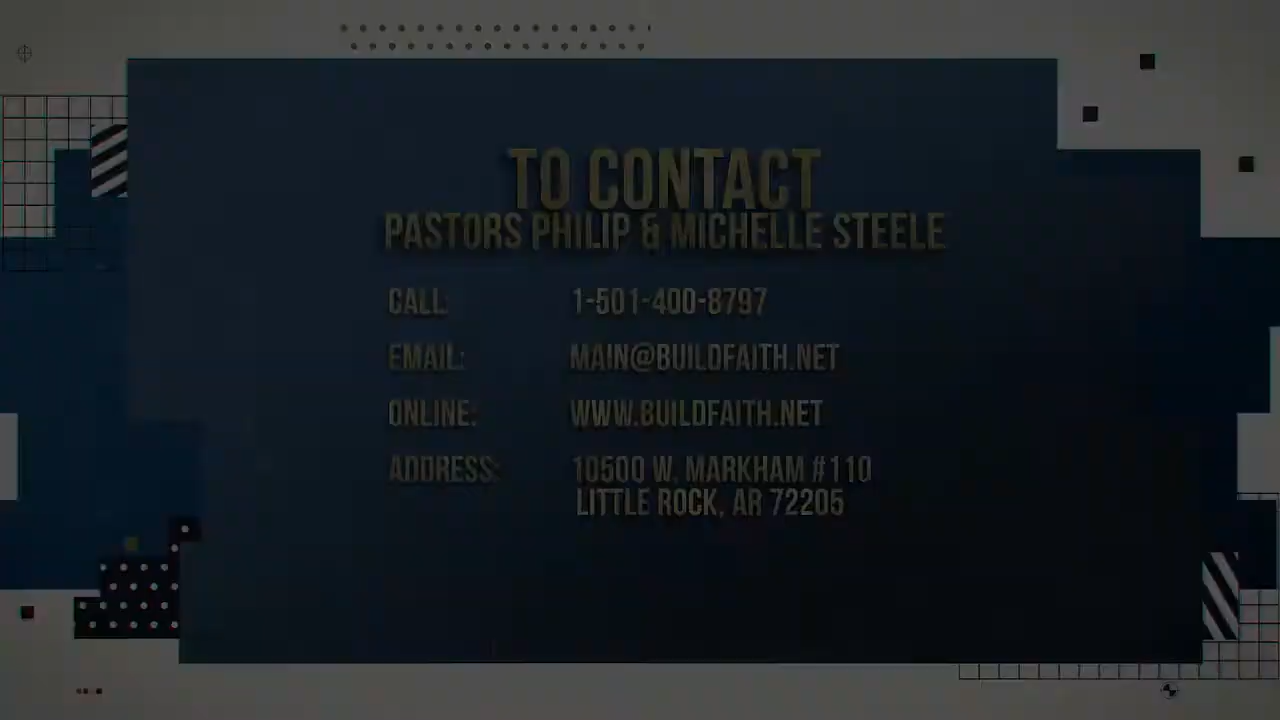 TO CONTACT
PASTORS PHILIP & MICHELLE STEELE
CALL: 1-501-400-8797
EMAIL: MAIN@BUILDFAITH.NET
ONLINE: WWW.BUILDFAITH.NET
ADDRESS: 10500 W. MARKHAM #110
LITTLE ROCK, AR 72205